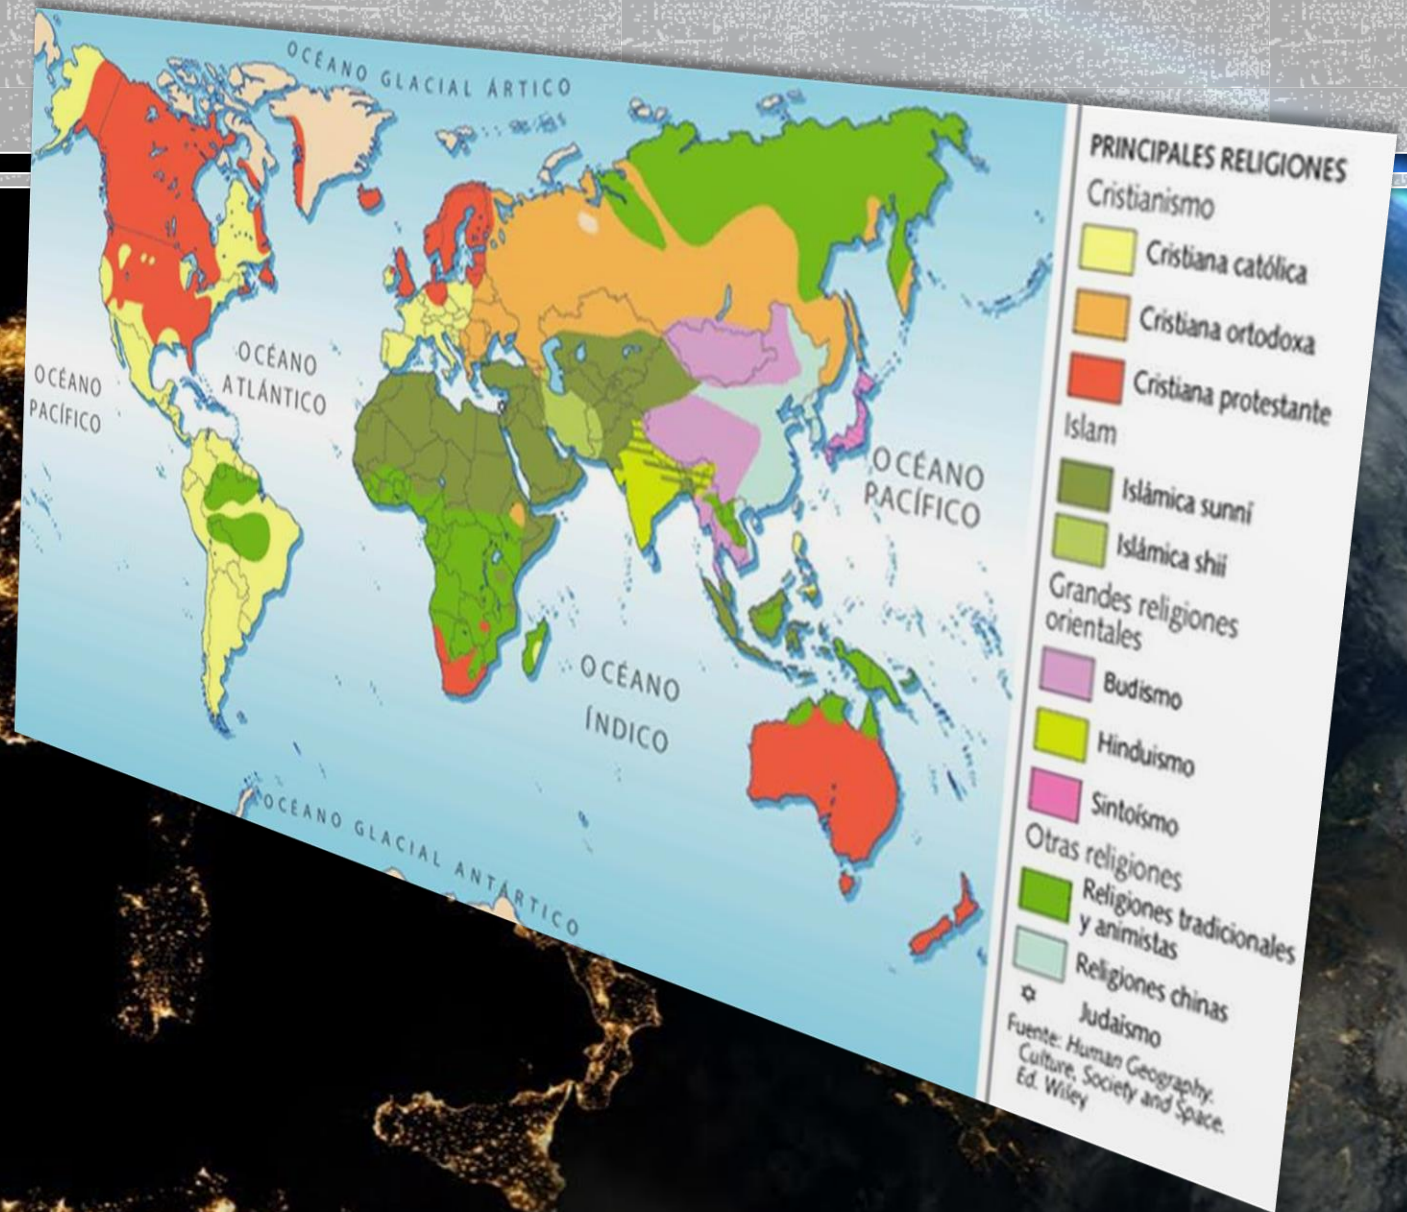 OCÉANO GLACIAL ÁRTICO
OCÉANO
ATLÁNTICO
OCÉANO
PACÍFICO
OCÉANO
PACÍFICO
OCÉANO
ÍNDICO
OCÉANO GLACIAL ANTÁRTICO
PRINCIPALES RELIGIONES
Cristianismo
Cristiana católica
Cristiana ortodoxa
Cristiana protestante
Islam
Islámica sunní
Islámica shií
Grandes religiones
orientales
Budismo
Hinduismo
Sintoísmo
Otras religiones
Religiones tradicionales
y animistas
Religiones chinas
Judaísmo
Fuente: Human Geography.
Culture, Society and Space.
Ed. Wiley